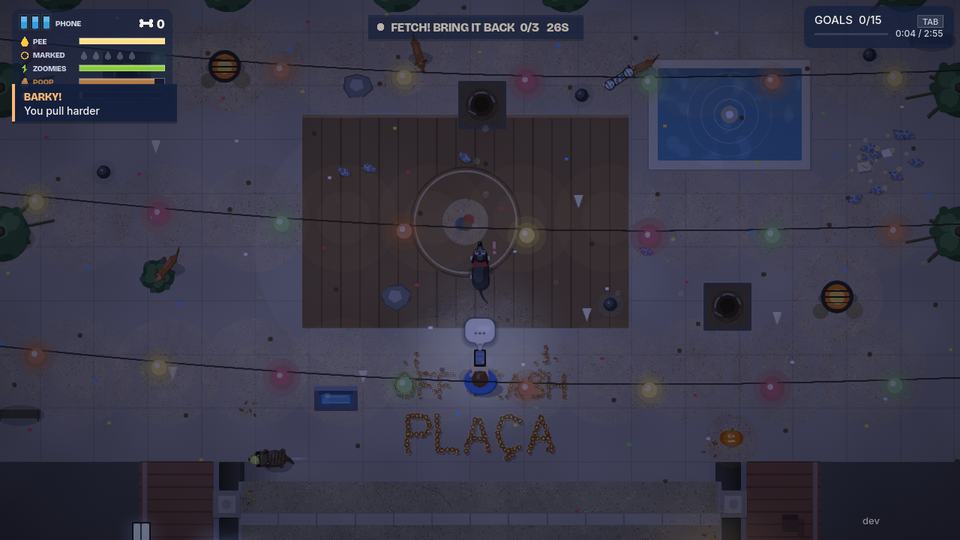 PHONE 0
PEE
MARKED
ZOOMIES
POOP
BARKY!
You pull harder
FETCH! BRING IT BACK 0/3 26S
GOALS 0/15 TAB
0:04 / 2:55
PLAÇA
dev